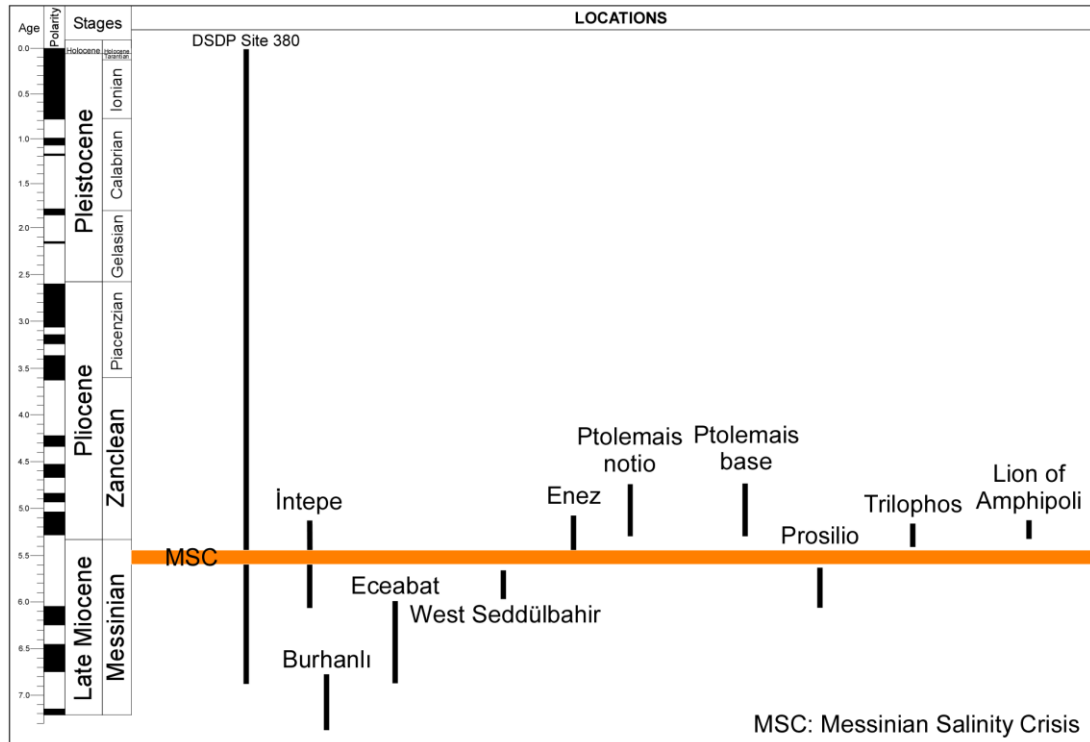 LOCATIONS
Age
Polarity
Stages
DSDP Site 380
Holocene
Holocene
Tarantian
0.0
0.5
1.0
1.5
2.0
2.5
3.0
3.5
4.0
4.5
5.0
5.5
6.0
6.5
7.0
Pleistocene
Pliocene
Late Miocene
Ionian
Calabrian
Gelasian
Piacenzian
Zanclean
Messinian
Ptolemais
notio
Ptolemais
base
İntepe
Enez
Trilophos
Lion of
Amphipoli
Prosilio
MSC
Eceabat
West Seddülbahir
Burhanlı
MSC: Messinian Salinity Crisis